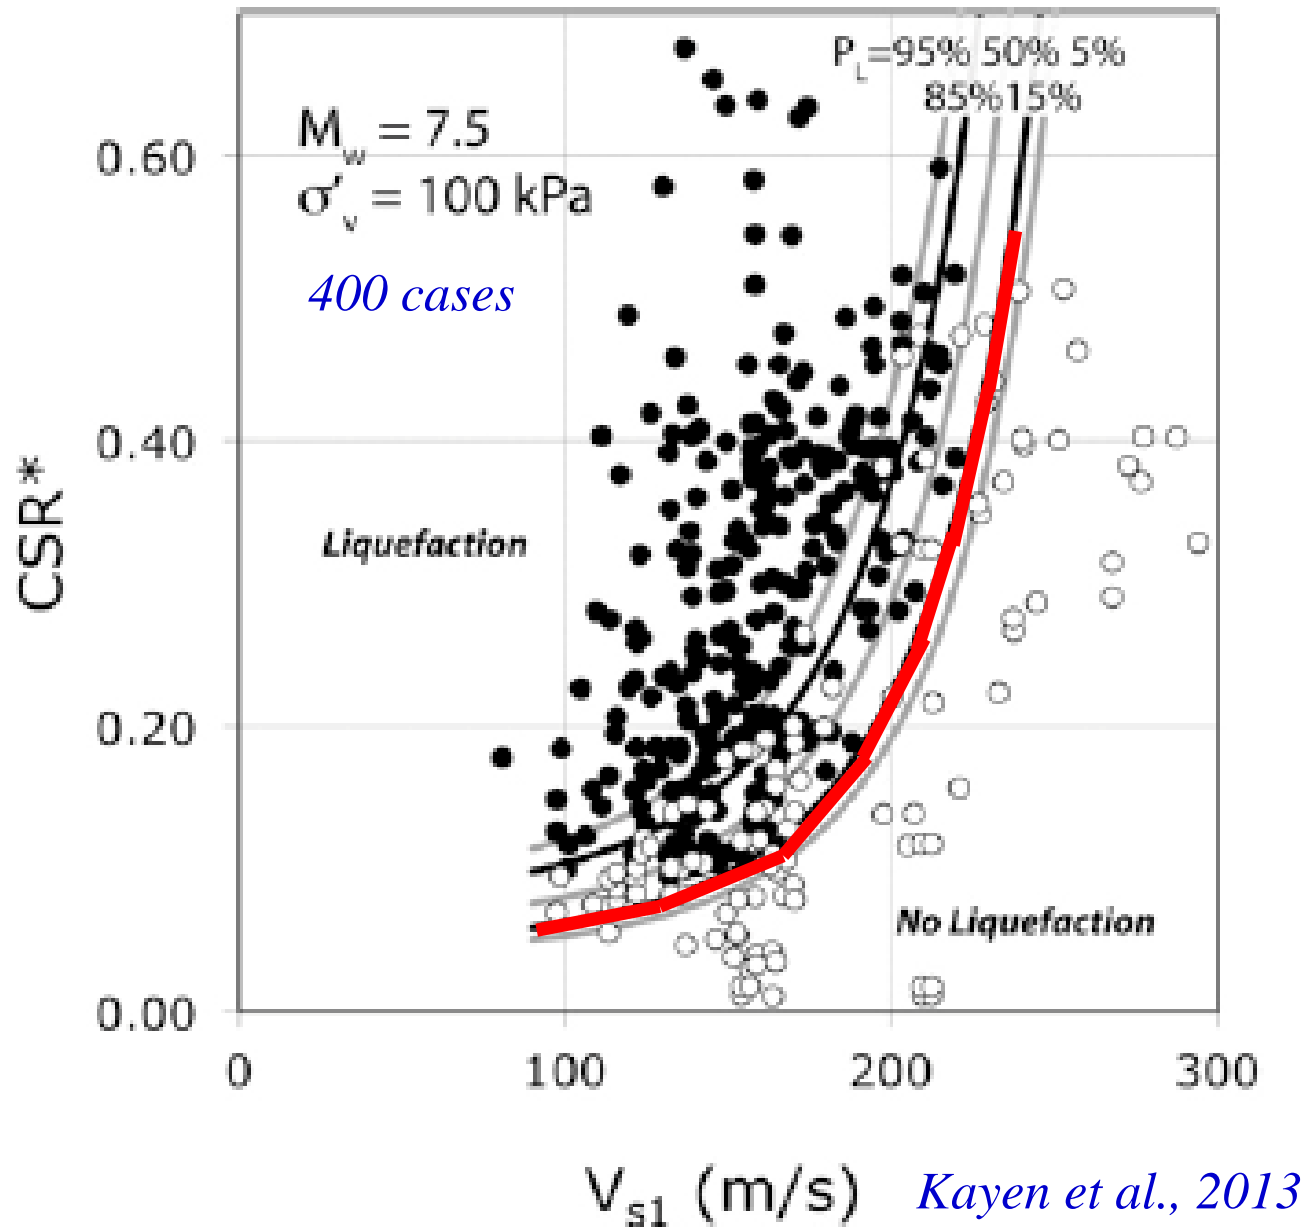 P_L=95% 50% 5%
85%15%
M_w = 7.5
σ'_v = 100 kPa
400 cases
Liquefaction
No Liquefaction
0.60
0.40
0.20
0.00
CSR*
0
100
200
300
V_s1 (m/s)
Kayen et al., 2013